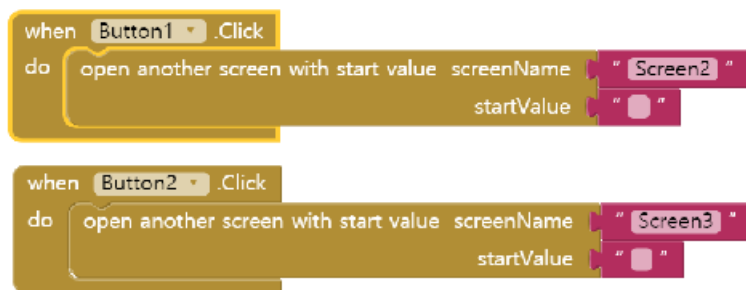 when Button1 .Click
do open another screen with start value screenName " Screen2 "
startValue " "
when Button2 .Click
do open another screen with start value screenName " Screen3 "
startValue " "